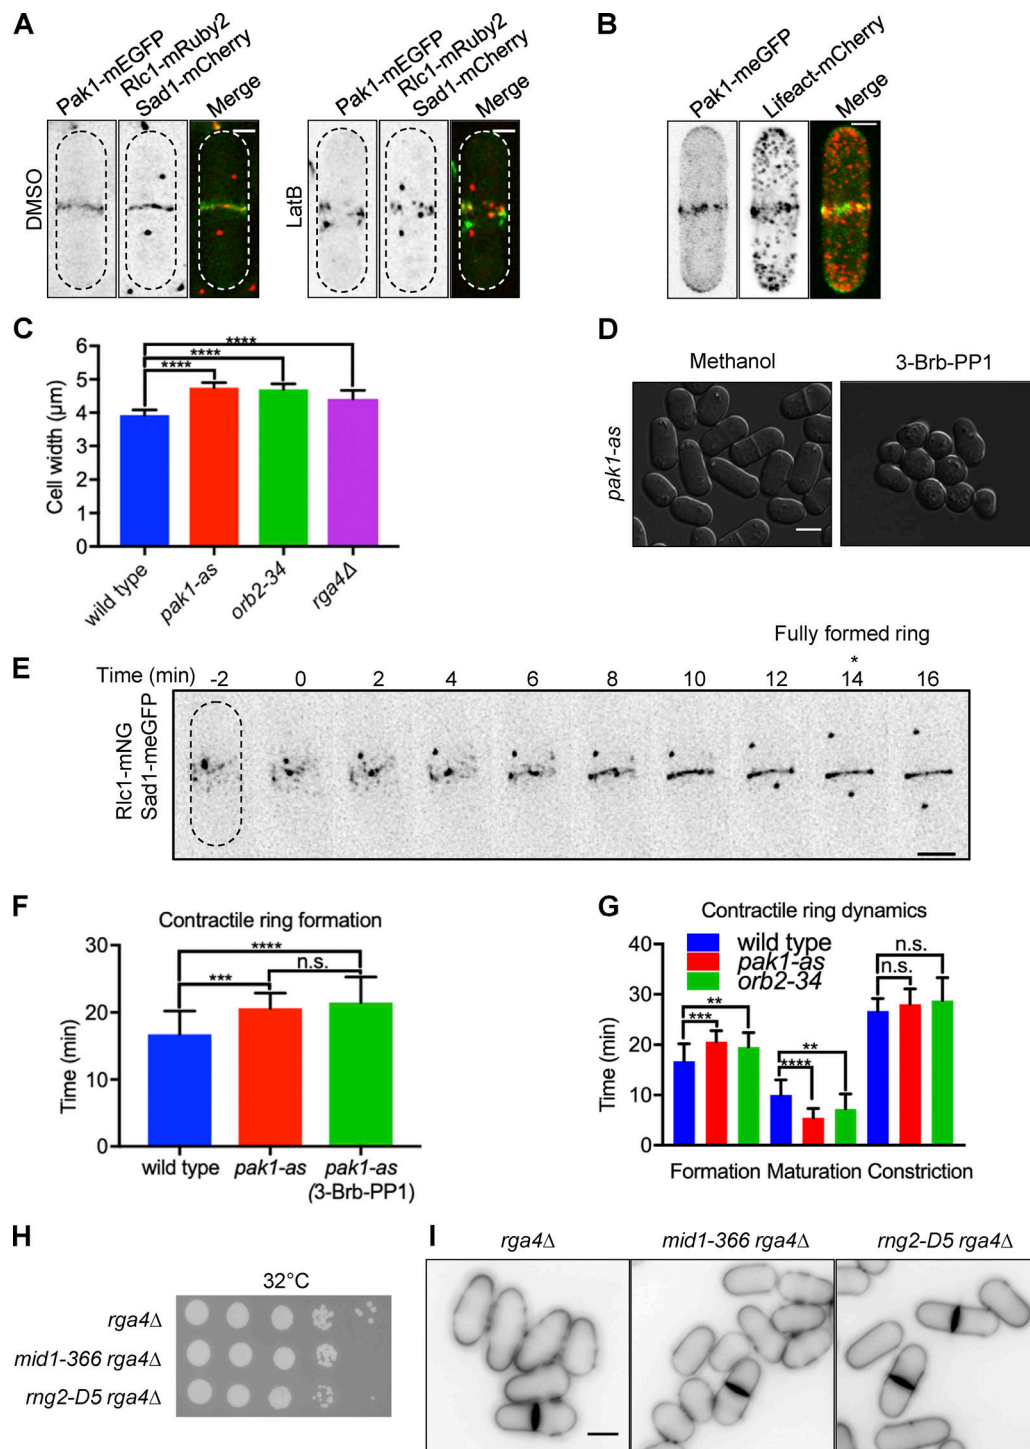 A
Pak1-mEGFP
Rlc1-mRuby2
Sad1-mCherry
Merge
Pak1-mEGFP
Rlc1-mRuby2
Sad1-mCherry
Merge
DMSO
LatB
B
Pak1-meGFP
Lifeact-mCherry
Merge
C
****
****
****
Cell width (µm)
6
5
4
3
2
1
0
wild type
pak1-as
orb2-34
rga4Δ
D
Methanol
3-Brb-PP1
pak1-as
Fully formed ring
E
*
Time (min)
-2 0 2 4 6 8 10 12 14 16
Rlc1-mNG
Sad1-meGFP
F
Contractile ring formation
30
20
10
0
Time (min)
****
***
n.s.
wild type
pak1-as
pak1-as
(3-Brb-PP1)
G
Contractile ring dynamics
40
30
20
10
0
Time (min)
wild type
pak1-as
orb2-34
**
***
**
****
n.s.
n.s.
Formation Maturation Constriction
H
32°C
rga4Δ
mid1-366 rga4Δ
rng2-D5 rga4Δ
I
rga4Δ
mid1-366 rga4Δ
rng2-D5 rga4Δ